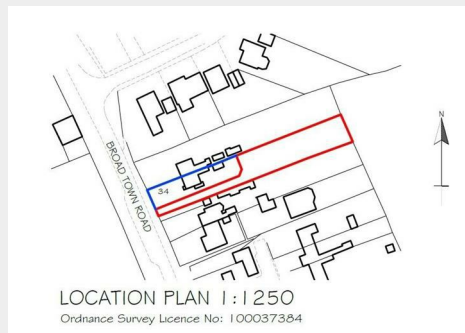 N
BROAD TOWN ROAD
34
LOCATION PLAN 1:1250
Ordnance Survey Licence No: 100037384